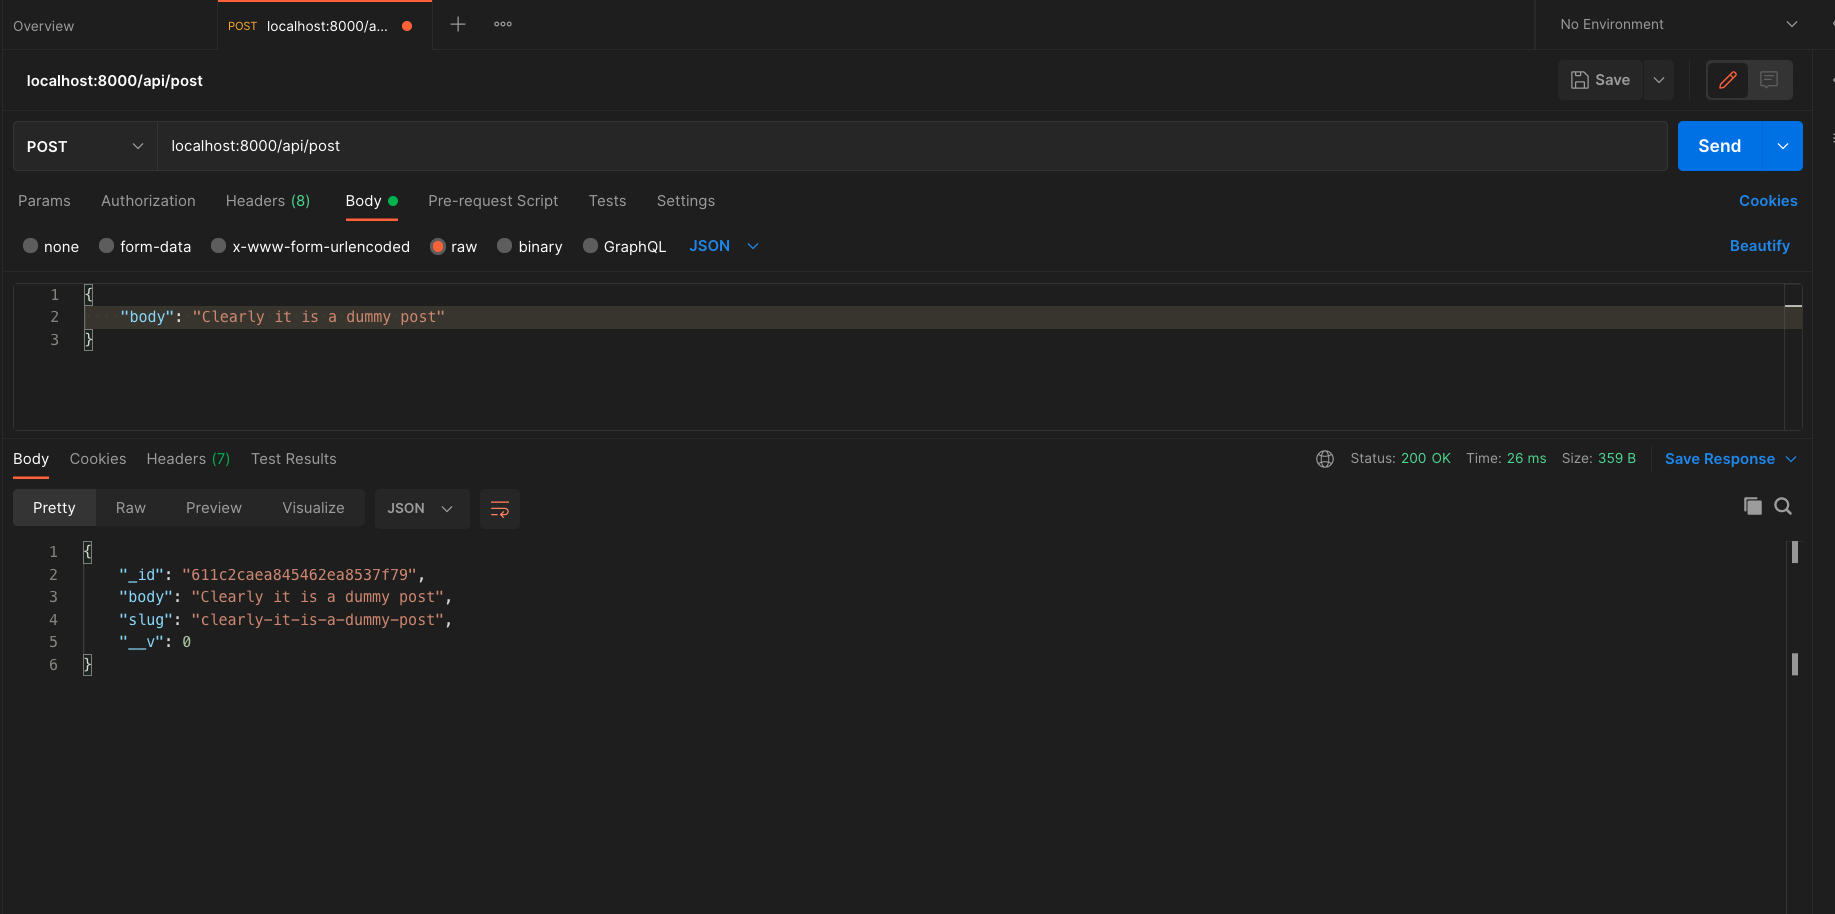 Overview POST localhost:8000/a... No Environment
localhost:8000/api/post Save
POST localhost:8000/api/post Send
Params Authorization Headers (8) Body Pre-request Script Tests Settings Cookies
none form-data x-www-form-urlencoded raw binary GraphQL JSON Beautify
1 {
2 "body": "Clearly it is a dummy post"
3 }
Body Cookies Headers (7) Test Results Status: 200 OK Time: 26 ms Size: 359 B Save Response
Pretty Raw Preview Visualize JSON
1 {
2 "_id": "611c2caea845462ea8537f79",
3 "body": "Clearly it is a dummy post",
4 "slug": "clearly-it-is-a-dummy-post",
5 "__v": 0
6 }